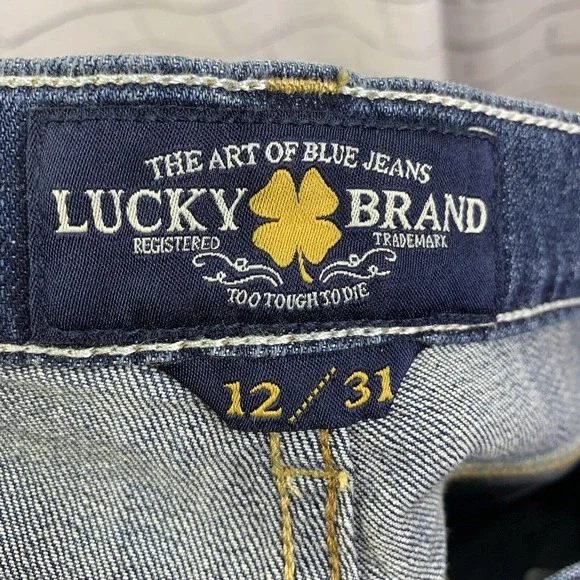 THE ART OF BLUE JEANS
LUCKY BRAND
REGISTERED TRADEMARK
TOO TOUGH TO DIE
12/31